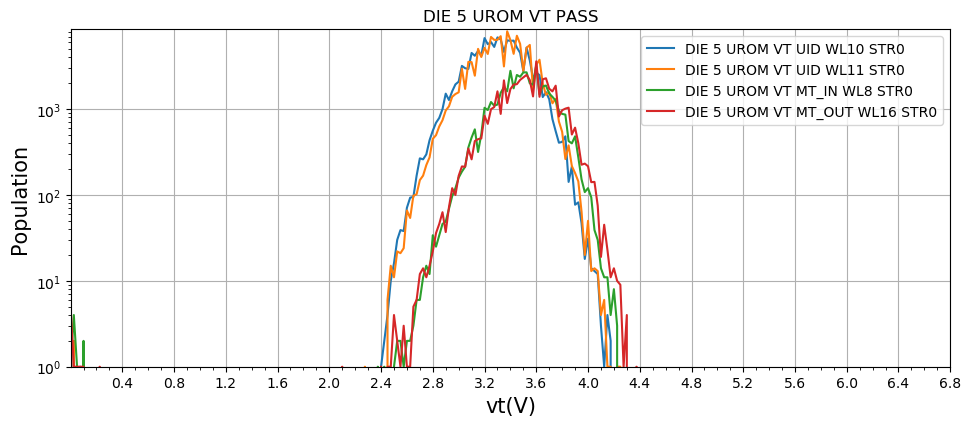 DIE 5 UROM VT PASS
DIE 5 UROM VT UID WL10 STR0
DIE 5 UROM VT UID WL11 STR0
DIE 5 UROM VT MT_IN WL8 STR0
DIE 5 UROM VT MT_OUT WL16 STR0
Population
10³
10²
10¹
10⁰
0.4 0.8 1.2 1.6 2.0 2.4 2.8 3.2 3.6 4.0 4.4 4.8 5.2 5.6 6.0 6.4 6.8
vt(V)